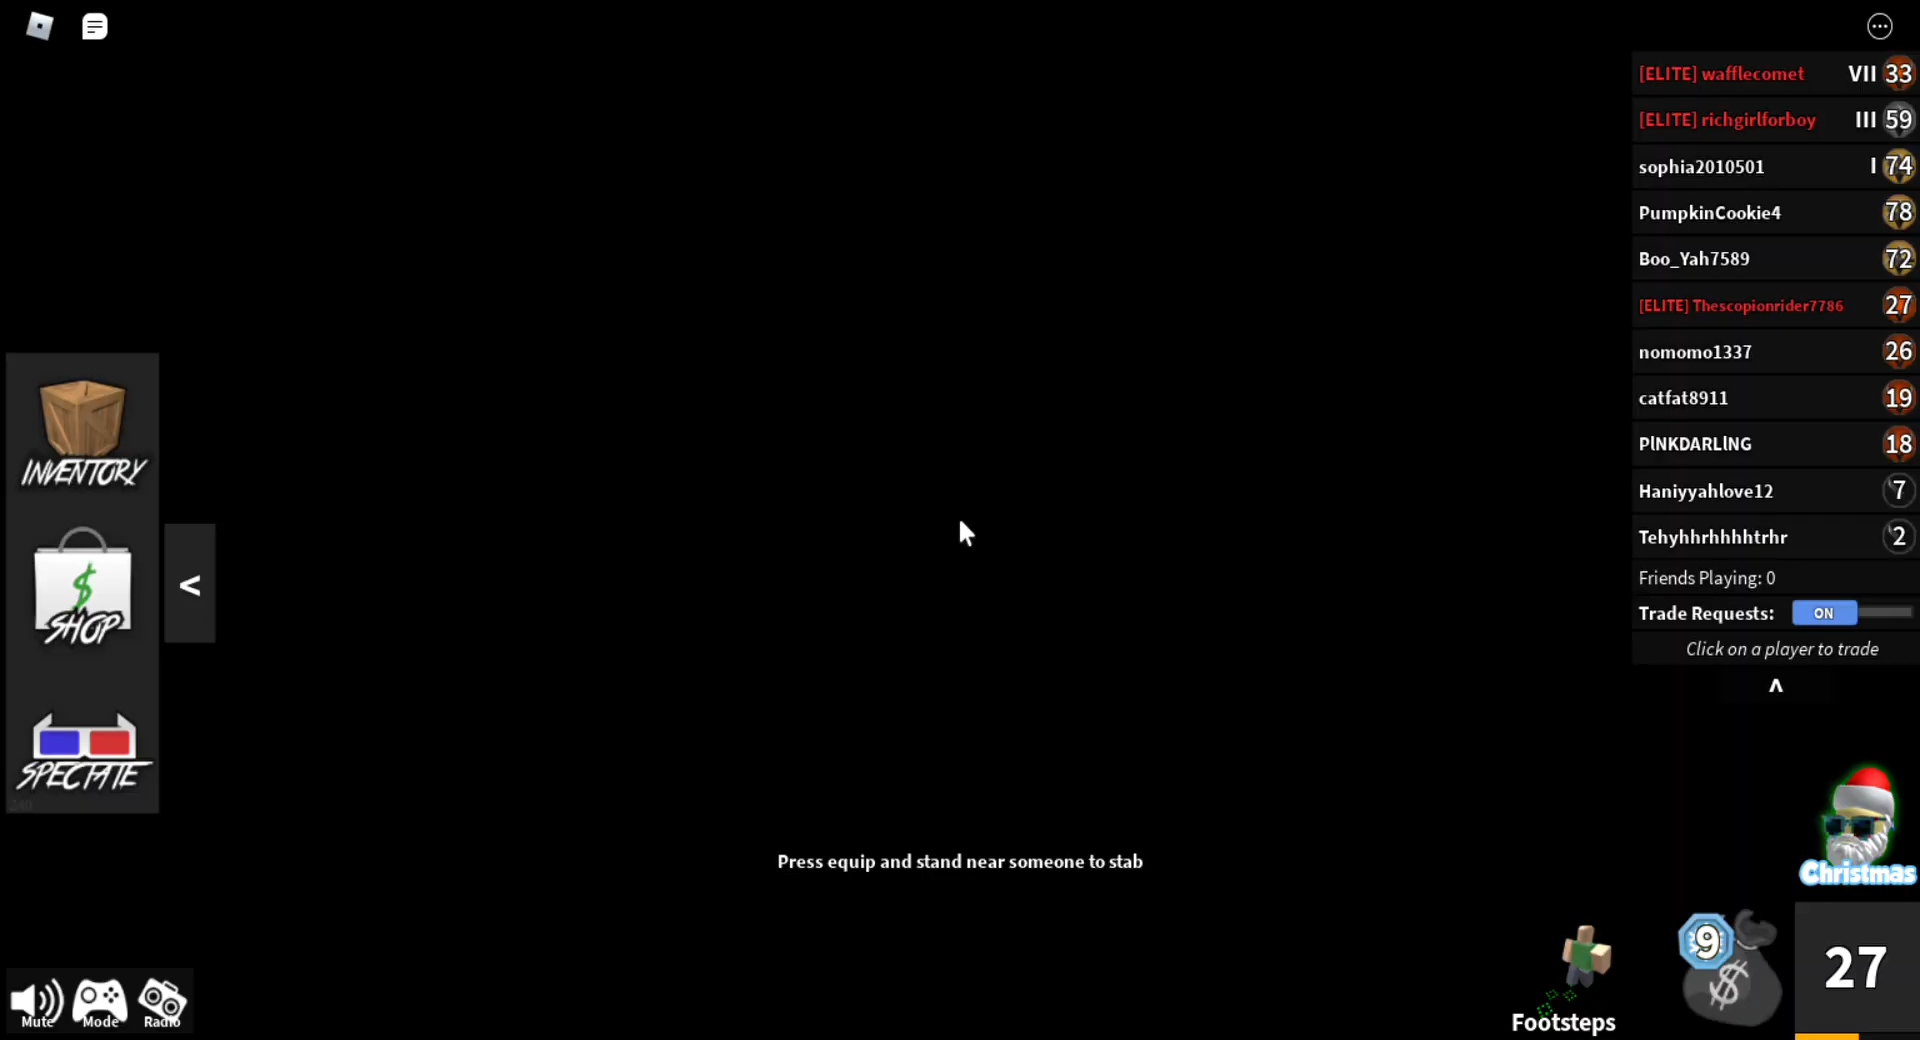 [ELITE] wafflecomet VII 33
[ELITE] richgirlforboy III 59
sophia2010501 I 74
PumpkinCookie4 78
Boo_Yah7589 72
[ELITE] Thescopionrider7786 27
nomomo1337 26
catfat8911 19
PlNKDARLlNG 18
Haniyyahlove12 7
Tehyhhrhhhhtrhr 2
Friends Playing: 0
Trade Requests: ON
Click on a player to trade
^
INVENTORY
$
SHOP
<
SPECTATE
240
Press equip and stand near someone to stab
Christmas
Mute
Mode
Radio
Footsteps
9
$
27